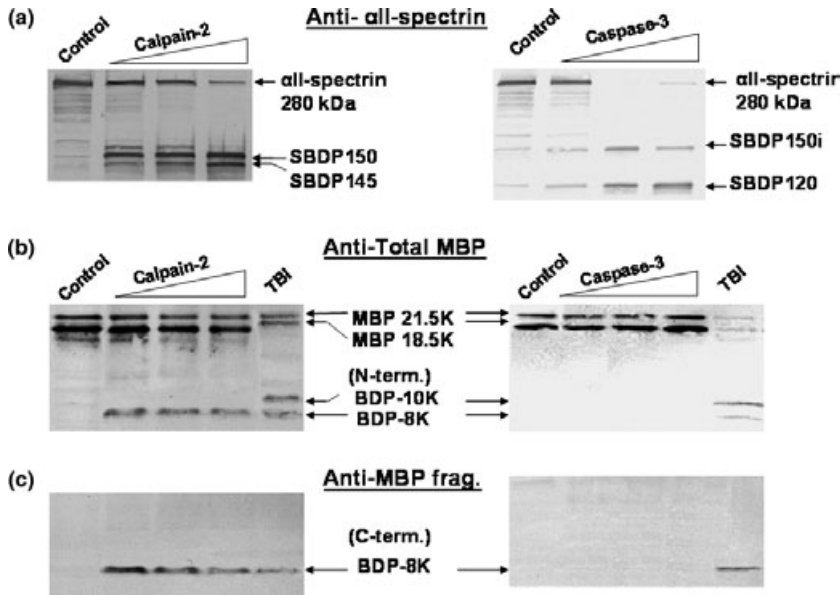 (a)
Anti- αII-spectrin
Control
Calpain-2
αII-spectrin
280 kDa
SBDP150
SBDP145
Control
Caspase-3
αII-spectrin
280 kDa
SBDP150i
SBDP120
(b)
Anti-Total MBP
Control
Calpain-2
TBI
MBP 21.5K
MBP 18.5K
(N-term.)
BDP-10K
BDP-8K
Control
Caspase-3
TBI
(c)
Anti-MBP frag.
(C-term.)
BDP-8K